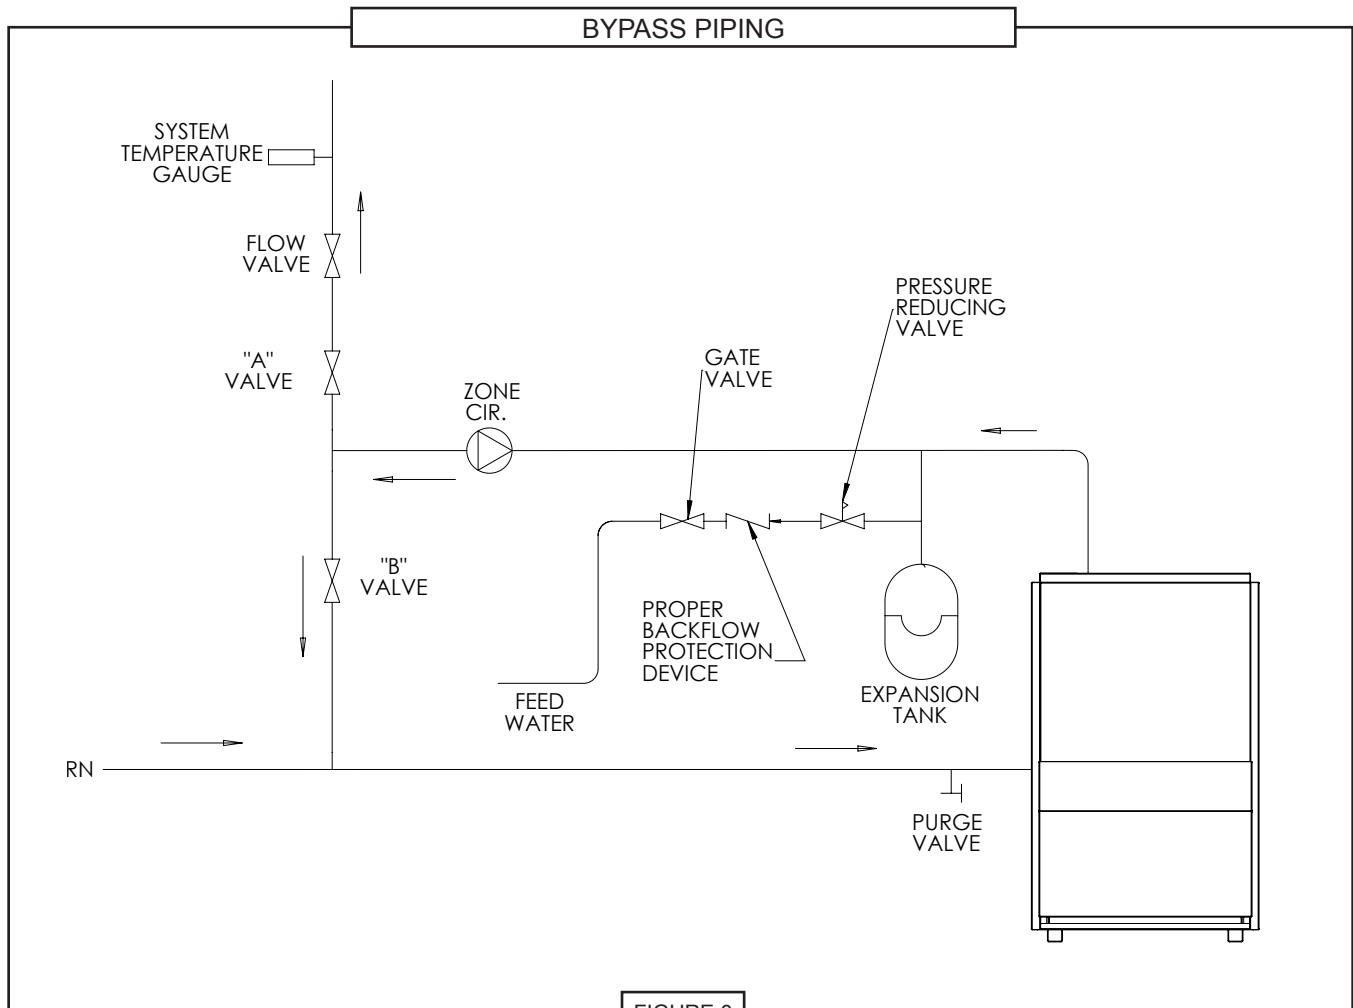 BYPASS PIPING
SYSTEM
TEMPERATURE
GAUGE
FLOW
VALVE
PRESSURE
REDUCING
VALVE
"A"
VALVE
GATE
VALVE
ZONE
CIR.
"B"
VALVE
PROPER
BACKFLOW
PROTECTION
DEVICE
EXPANSION
TANK
FEED
WATER
RN
PURGE
VALVE
FIGURE